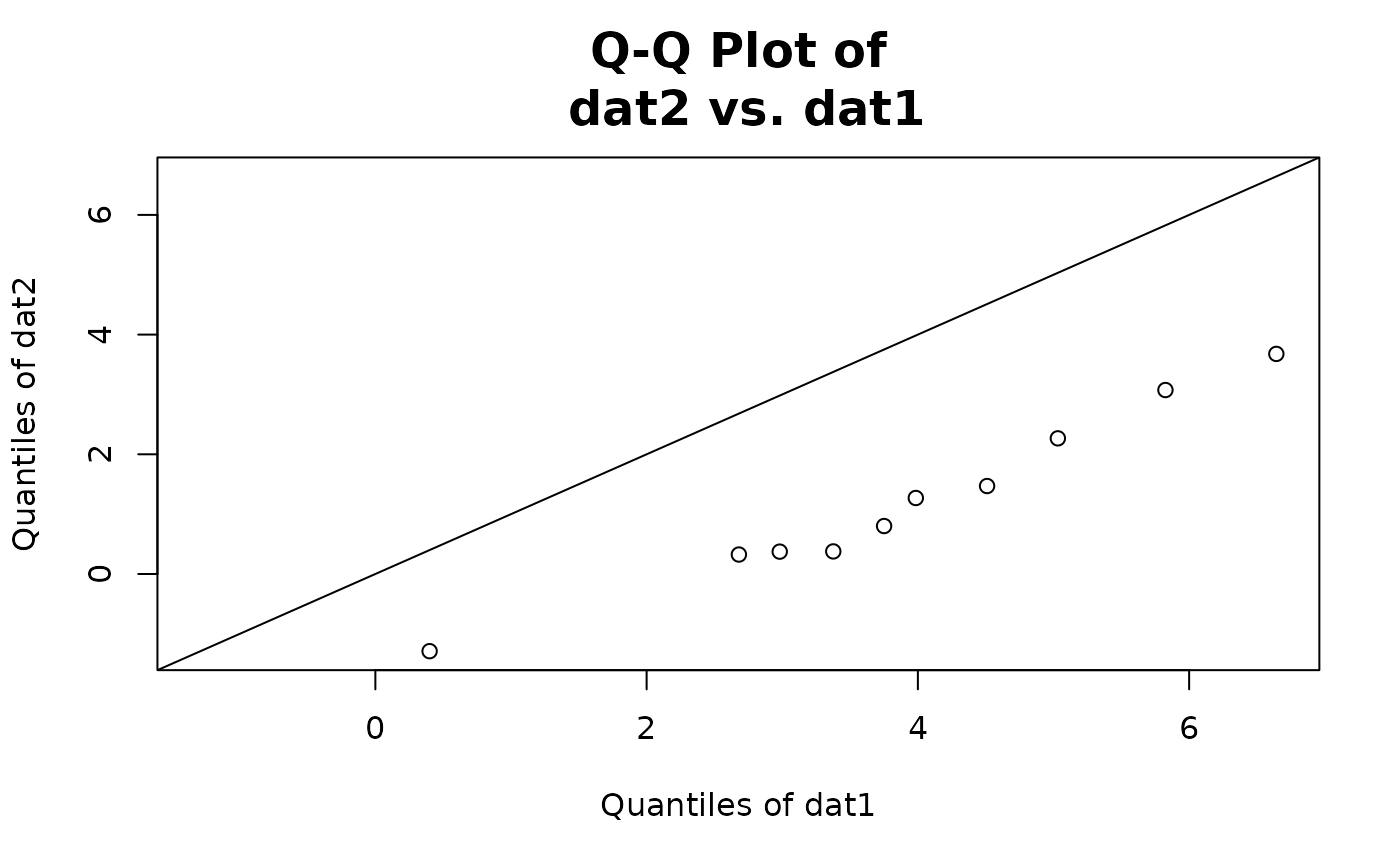 Q-Q Plot of
dat2 vs. dat1
Quantiles of dat2
6
4
2
0
0 2 4 6
Quantiles of dat1